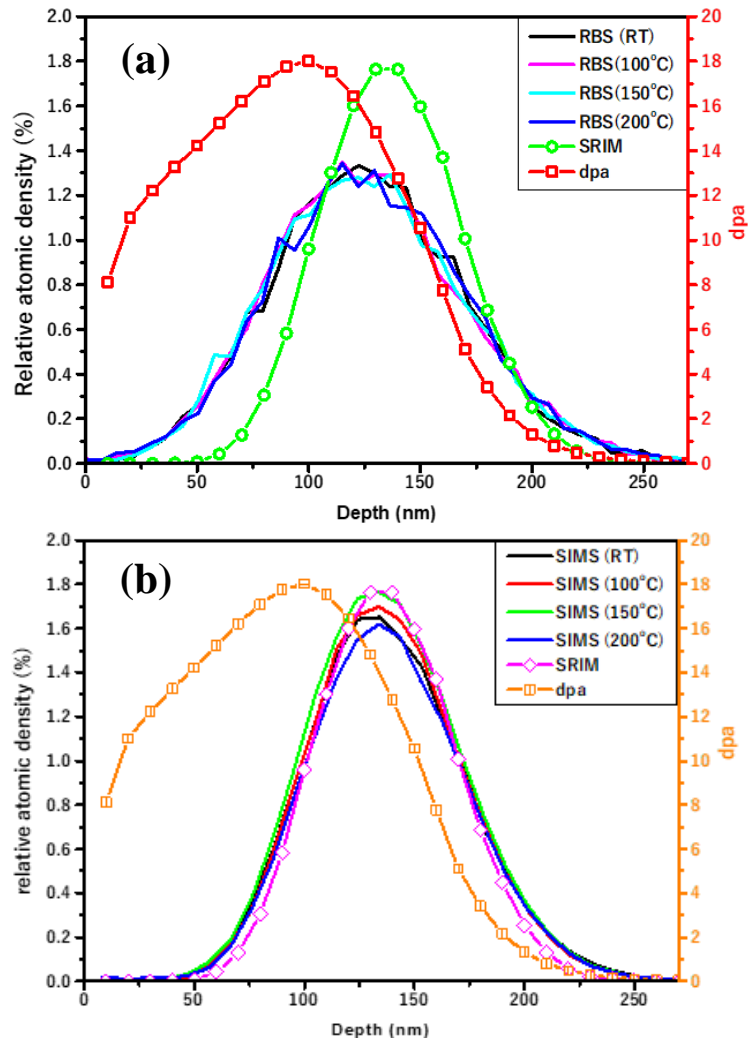 (a)
RBS (RT)
RBS(100°C)
RBS(150°C)
RBS(200°C)
SRIM
dpa
Relative atomic density (%)
2.0
1.8
1.6
1.4
1.2
1.0
0.8
0.6
0.4
0.2
0.0
20
18
16
14
12
10
8
6
4
2
0
dpa
0 50 100 150 200 250
Depth (nm)
(b)
SIMS (RT)
SIMS (100°C)
SIMS (150°C)
SIMS (200°C)
SRIM
dpa
relative atomic density (%)
2.0
1.8
1.6
1.4
1.2
1.0
0.8
0.6
0.4
0.2
0.0
20
18
16
14
12
10
8
6
4
2
0
dpa
0 50 100 150 200 250
Depth (nm)